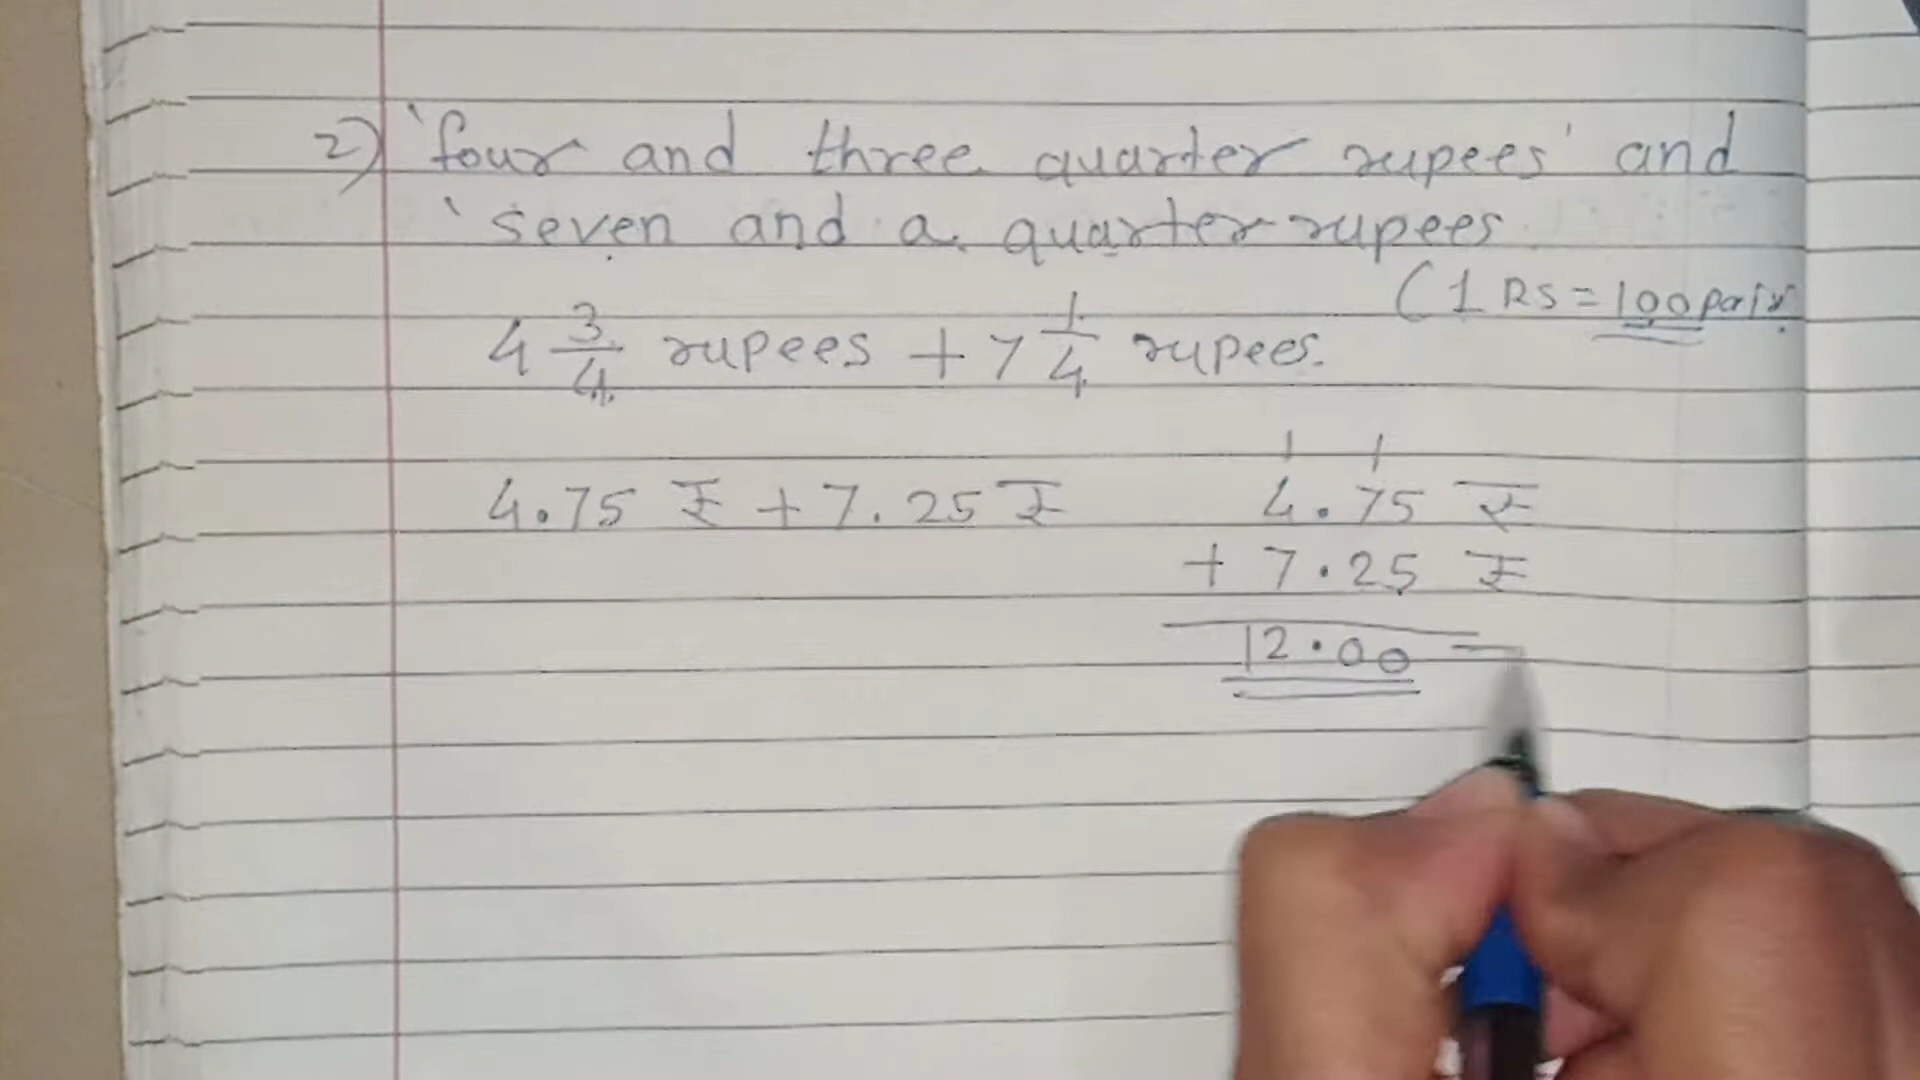 2) 'four and three quarter rupees' and
'seven and a quarter rupees
(1 RS = 100 
4 3/4 rupees + 7 1/4 rupees.
1 1
4.75 ₹ + 7.25 ₹ 4.75 ₹
+ 7.25 ₹
12.00